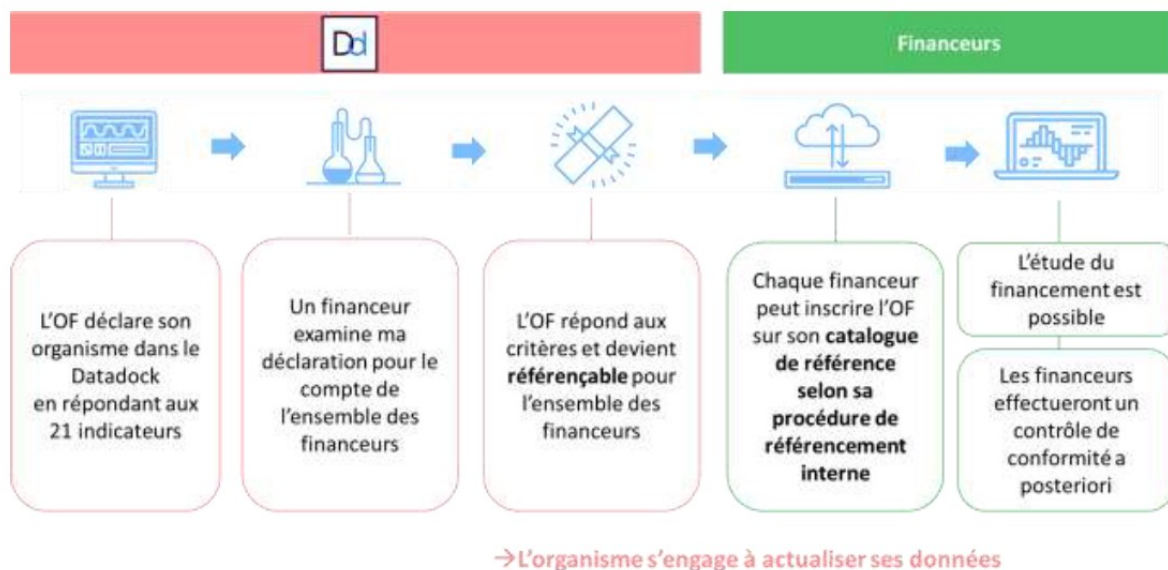 Dd
Financeurs
L'OF déclare son
organisme dans le
Datadock
en répondant aux
21 indicateurs
Un financeur
examine ma
déclaration pour le
compte de
l'ensemble des
financeurs
L'OF répond aux
critères et devient
référençable pour
l'ensemble des
financeurs
Chaque financeur
peut inscrire l'OF
sur son catalogue
de référence
selon sa
procédure de
référencement
interne
L'étude du
financement est
possible
Les financeurs
effectueront un
contrôle de
conformité a
posteriori
→L'organisme s'engage à actualiser ses données